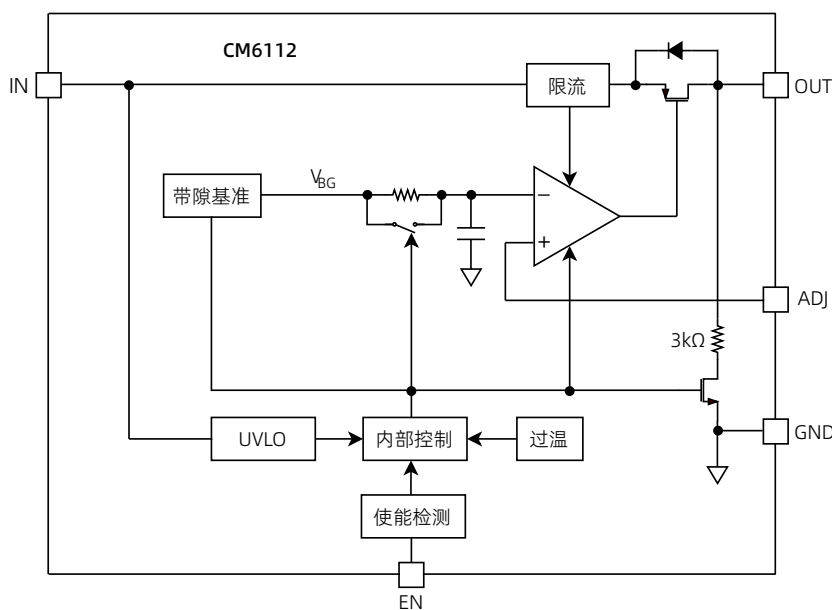 CM6112
IN
限流
OUT
带隙基准
VBG
−
+
ADJ
3kΩ
UVLO
内部控制
过温
GND
使能检测
EN